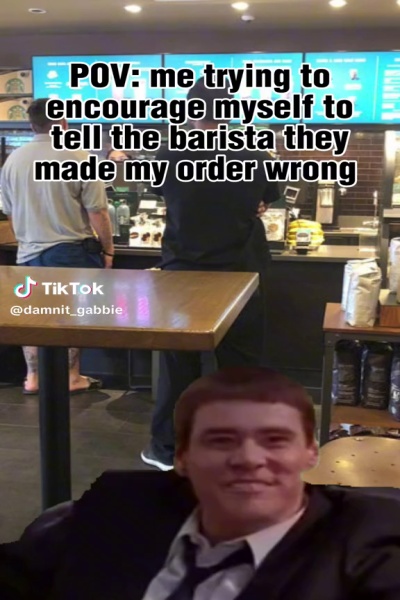 POV: me trying to
encourage myself to
tell the barista they
made my order wrong
TikTok
@damnit_gabbie